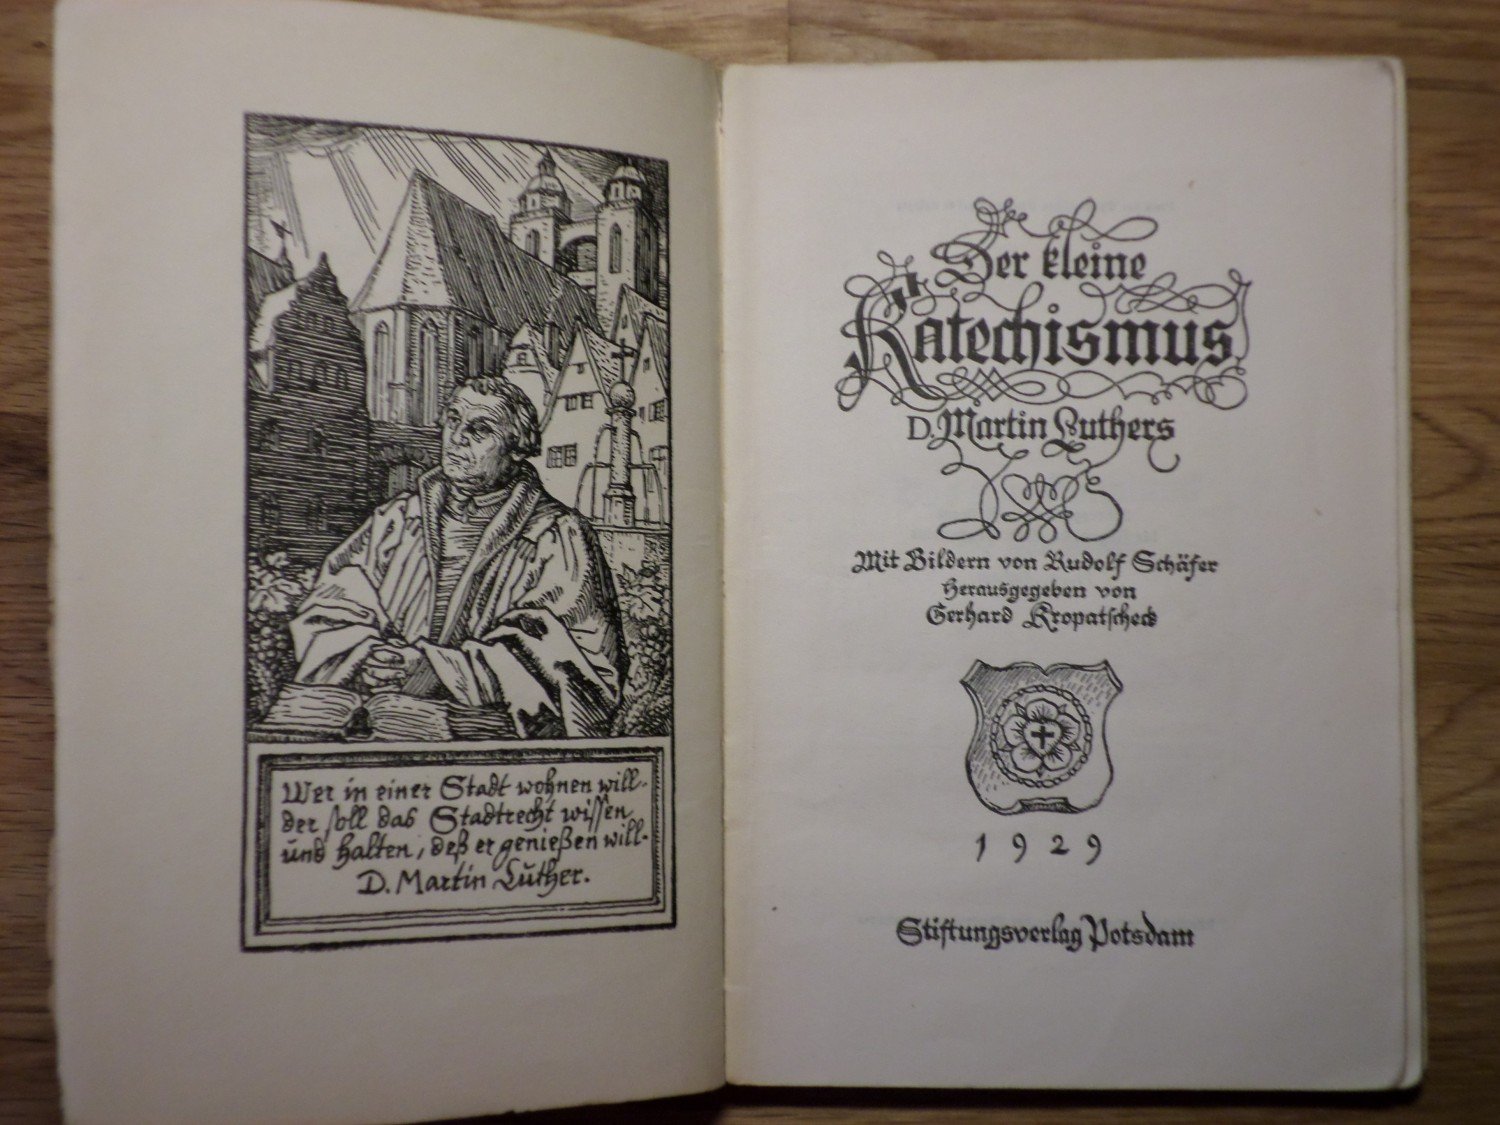 Wer in einer Stadt wohnen will,
der soll das Stadtrecht wissen
und halten, deß er genießen will.
D. Martin Luther.
Der kleine
Katechismus
D. Martin Luthers
Mit Bildern von Rudolf Schäfer
herausgegeben von
Gerhard Kropatscheck
1929
Stiftungsverlag Potsdam